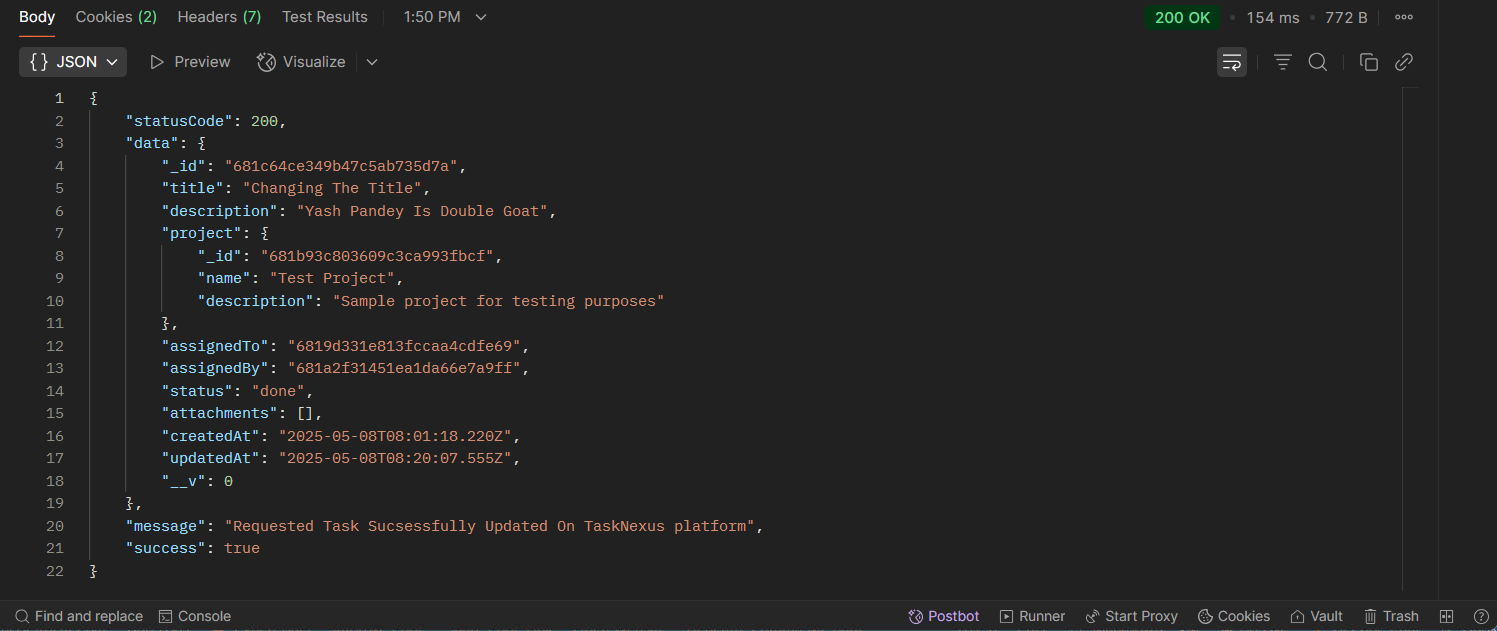 Body Cookies (2) Headers (7) Test Results 1:50 PM 200 OK • 154 ms • 772 B
{} JSON Preview Visualize
1 {
2 "statusCode": 200,
3 "data": {
4 "_id": "681c64ce349b47c5ab735d7a",
5 "title": "Changing The Title",
6 "description": "Yash Pandey Is Double Goat",
7 "project": {
8 "_id": "681b93c803609c3ca993fbcf",
9 "name": "Test Project",
10 "description": "Sample project for testing purposes"
11 },
12 "assignedTo": "6819d331e813fccaa4cdfe69",
13 "assignedBy": "681a2f31451ea1da66e7a9ff",
14 "status": "done",
15 "attachments": [],
16 "createdAt": "2025-05-08T08:01:18.220Z",
17 "updatedAt": "2025-05-08T08:20:07.555Z",
18 "__v": 0
19 },
20 "message": "Requested Task Sucsessfully Updated On TaskNexus platform",
21 "success": true
22 }
Find and replace Console Postbot Runner Start Proxy Cookies Vault Trash